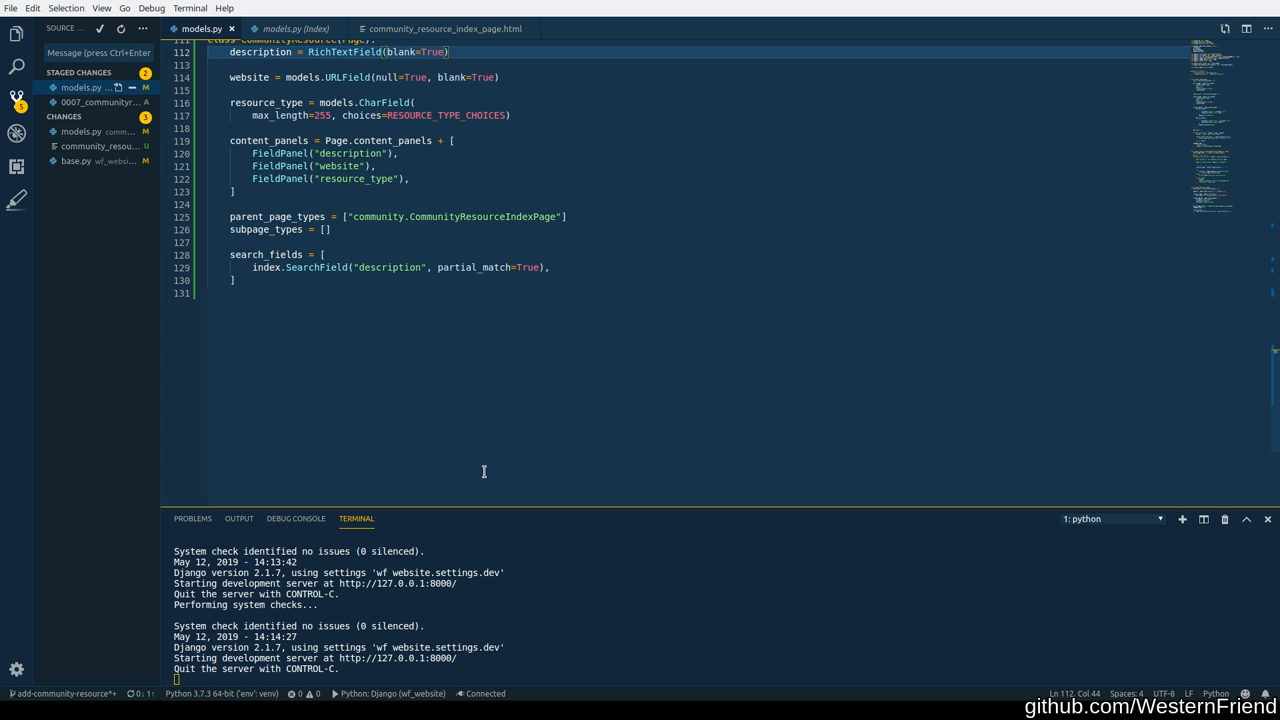 File Edit Selection View Go Debug Terminal Help
SOURCE ... models.py models.py (Index) community_resource_index_page.html
Message (press Ctrl+Enter
STAGED CHANGES 2
models.py ... M
0007_communityr... A
CHANGES 3
models.py comm... M
community_resou... U
base.py wf_websi... M
5
112 description = RichTextField(blank=True)
113
114 website = models.URLField(null=True, blank=True)
115
116 resource_type = models.CharField(
117 max_length=255, choices=RESOURCE_TYPE_CHOICES)
118
119 content_panels = Page.content_panels + [
120 FieldPanel("description"),
121 FieldPanel("website"),
122 FieldPanel("resource_type"),
123 ]
124
125 parent_page_types = ["community.CommunityResourceIndexPage"]
126 subpage_types = []
127
128 search_fields = [
129 index.SearchField("description", partial_match=True),
130 ]
131
PROBLEMS OUTPUT DEBUG CONSOLE TERMINAL 1: python
System check identified no issues (0 silenced).
May 12, 2019 - 14:13:42
Django version 2.1.7, using settings 'wf_website.settings.dev'
Starting development server at http://127.0.0.1:8000/
Quit the server with CONTROL-C.
Performing system checks...
System check identified no issues (0 silenced).
May 12, 2019 - 14:14:27
Django version 2.1.7, using settings 'wf_website.settings.dev'
Starting development server at http://127.0.0.1:8000/
Quit the server with CONTROL-C.
add-community-resource*+ 0↓ 1↑ Python 3.7.3 64-bit ('env': venv) 0 0 Python: Django (wf_website) Connected Ln 112, Col 44 Spaces: 4 UTF-8 LF Python
github.com/WesternFriend